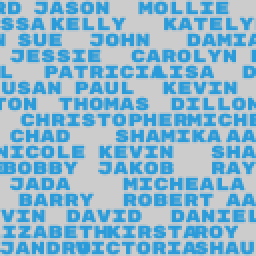 RD JASON MOLLIE
SSA KELLY KATELY
N SUE JOHN DAMIA
JESSIE CAROLYN
L PATRICIA LISA D
USAN PAUL KEVIN
TON THOMAS DILLON
CHRISTOPHER MICHE
CHAD SHAMIKA AA
NICOLE KEVIN SHA
BOBBY JAKOB RAY
JADA MICHEALA
BARRY ROBERT AA
VIN DAVID DANIEL
IZABETH KIRSTA ROY
JANDRO VICTORIA SHAU